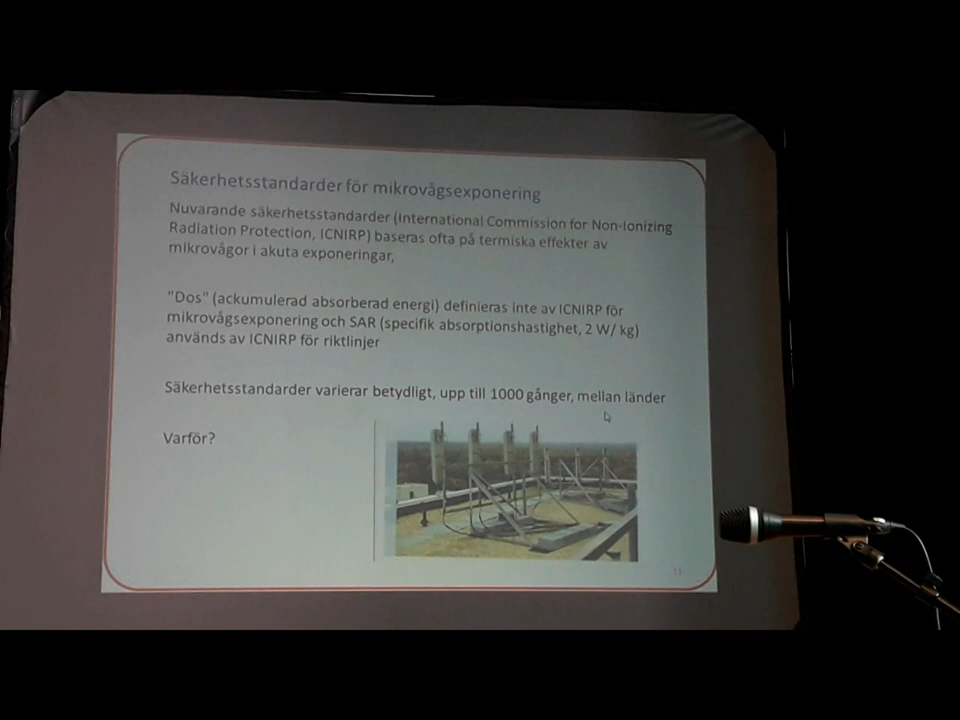 Säkerhetsstandarder för mikrovågsexponering
Nuvarande säkerhetsstandarder (International Commission for Non-Ionizing
Radiation Protection, ICNIRP) baseras ofta på termiska effekter av
mikrovågor i akuta exponeringar,
"Dos" (ackumulerad absorberad energi) definieras inte av ICNIRP för
mikrovågsexponering och SAR (specifik absorptionshastighet, 2 W/ kg)
används av ICNIRP för riktlinjer
Säkerhetsstandarder varierar betydligt, upp till 1000 gånger, mellan länder
Varför?
11